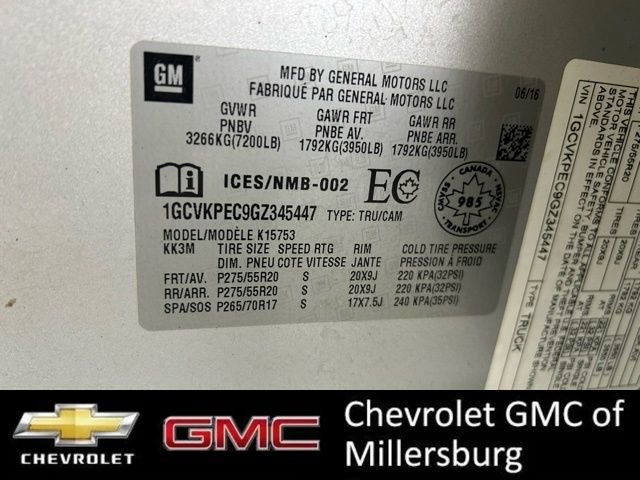 GM
MFD BY GENERAL MOTORS LLC
FABRIQUÉ PAR GENERAL MOTORS LLC
06/16
GVWR GAWR FRT GAWR RR
PNBV PNBE AV. PNBE ARR.
3266KG(7200LB) 1792KG(3950LB) 1792KG(3950LB)
ICES/NMB-002 EC
CANADA
CMVSS 985 NSVAC
TRANSPORT
1GCVKPEC9GZ345447 TYPE: TRU/CAM
MODEL/MODÈLE K15753
KK3M TIRE SIZE SPEED RTG RIM COLD TIRE PRESSURE
DIM. PNEU COTE VITESSE JANTE PRESSION À FROID
FRT/AV. P275/55R20 S 20X9J 220 KPA(32PSI)
RR/ARR. P275/55R20 S 20X9J 220 KPA(32PSI)
SPA/SOS P265/70R17 S 17X7.5J 240 KPA(35PSI)
VIN: 1GCVKPEC9GZ345447
TYPE: TRUCK
CHEVROLET
GMC
Chevrolet GMC of
Millersburg